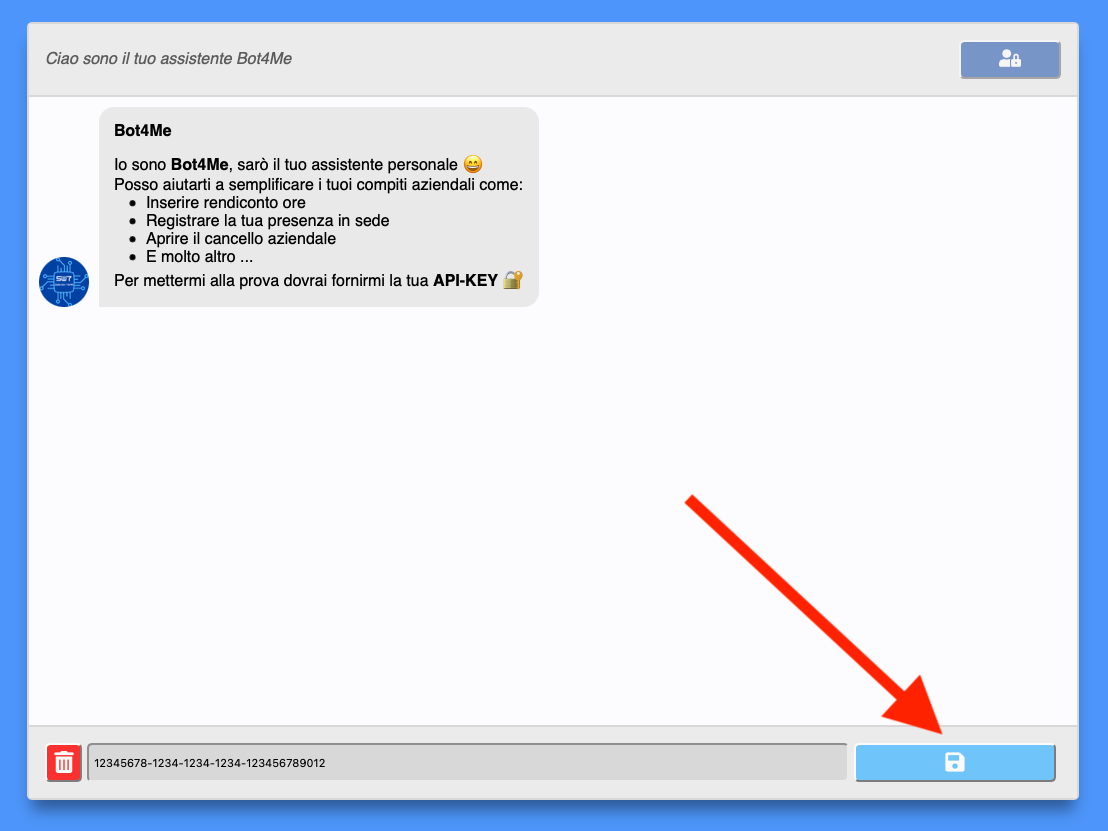 Ciao sono il tuo assistente Bot4Me
Bot4Me
Io sono Bot4Me, sarò il tuo assistente personale 😄
Posso aiutarti a semplificare i tuoi compiti aziendali come:
• Inserire rendiconto ore
• Registrare la tua presenza in sede
• Aprire il cancello aziendale
• E molto altro ...
Per mettermi alla prova dovrai fornirmi la tua API-KEY 🔐
12345678-1234-1234-1234-123456789012